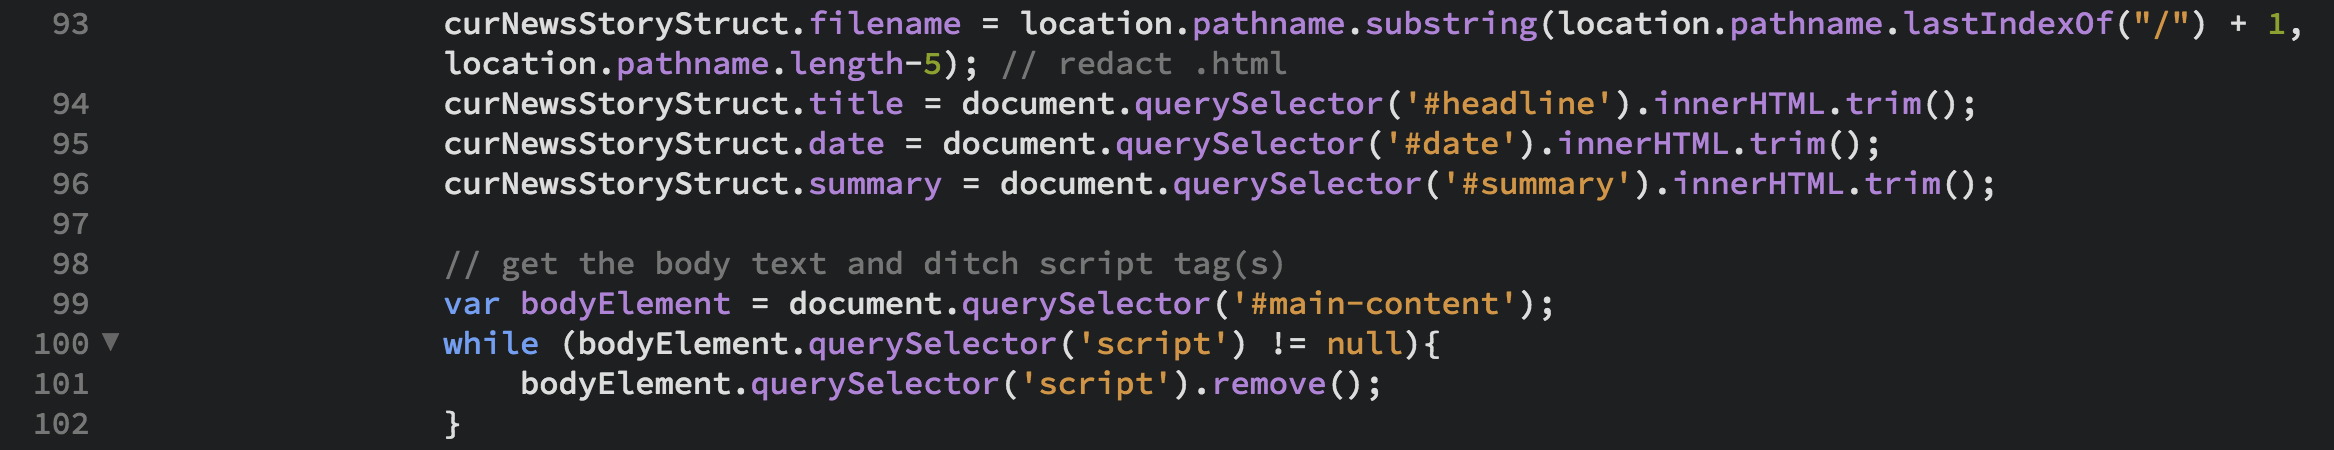 93 curNewsStoryStruct.filename = location.pathname.substring(location.pathname.lastIndexOf("/") + 1,
location.pathname.length-5); // redact .html
94 curNewsStoryStruct.title = document.querySelector('#headline').innerHTML.trim();
95 curNewsStoryStruct.date = document.querySelector('#date').innerHTML.trim();
96 curNewsStoryStruct.summary = document.querySelector('#summary').innerHTML.trim();
97
98 // get the body text and ditch script tag(s)
99 var bodyElement = document.querySelector('#main-content');
100 while (bodyElement.querySelector('script') != null){
101 bodyElement.querySelector('script').remove();
102 }